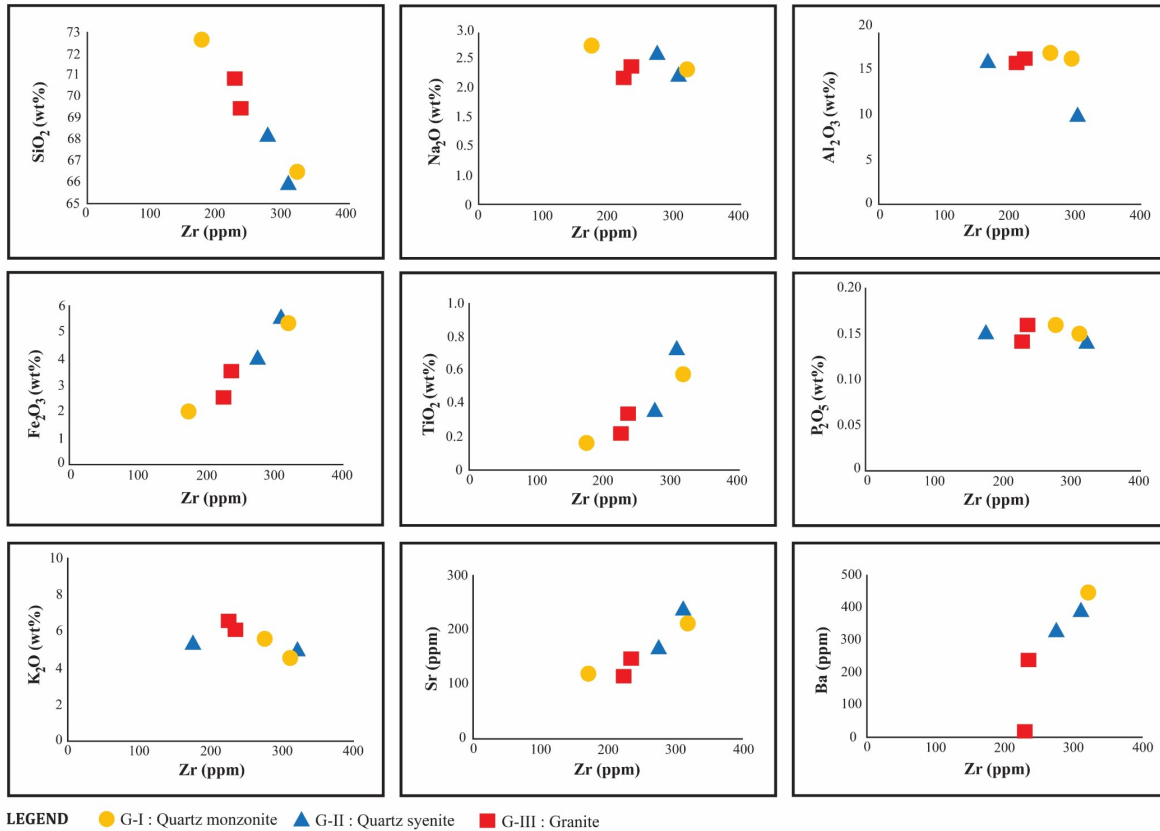 73
72
72
71
70
69
68
67
66
65
SiO₂ (wt%)
0 100 200 300 400
Zr (ppm)
3.0
2.5
2.5
2.0
0.5
1.0
0
Na₂O (wt%)
0 100 200 300 400
Zr (ppm)
20
15
10
5
0
Al₂O₃ (wt%)
0 100 200 300 400
Zr (ppm)
6
5
4
3
2
1
0
Fe₂O₃ (wt%)
0 100 200 300 400
Zr (ppm)
1.0
0.8
0.6
0.4
0.2
0
TiO₂ (wt%)
0 100 200 300 400
Zr (ppm)
0.20
0.15
0.10
0.05
0
P₂O₅ (wt%)
0 100 200 300 400
Zr (ppm)
10
8
6
4
2
0
K₂O (wt%)
0 100 200 300 400
Zr (ppm)
300
200
100
0
Sr (ppm)
0 100 200 300 400
Zr (ppm)
500
400
300
200
100
0
Ba (ppm)
0 100 200 300 400
Zr (ppm)
LEGEND G-I : Quartz monzonite G-II : Quartz syenite G-III : Granite